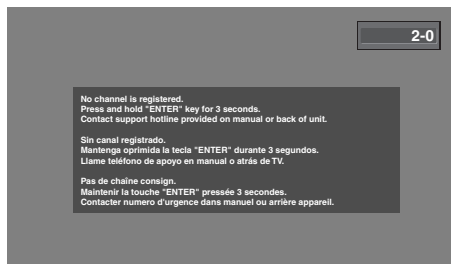 2-0
No channel is registered.
Press and hold "ENTER" key for 3 seconds.
Contact support hotline provided on manual or back of unit.
Sin canal registrado.
Mantenga oprimida la tecla "ENTER" durante 3 segundos.
Llame teléfono de apoyo en manual o atrás de TV.
Pas de chaîne consign.
Maintenir la touche "ENTER" pressée 3 secondes.
Contacter numero d'urgence dans manuel ou arrière appareil.